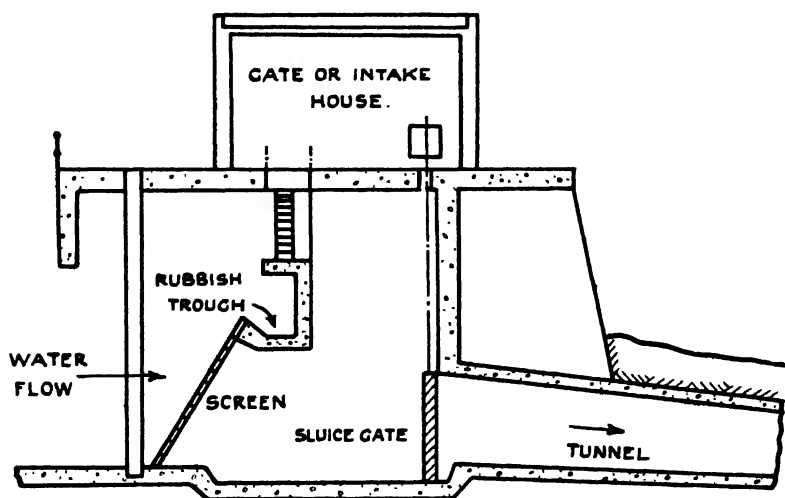 GATE OR INTAKE
HOUSE.
RUBBISH
TROUGH
WATER
FLOW
SCREEN
SLUICE GATE
TUNNEL